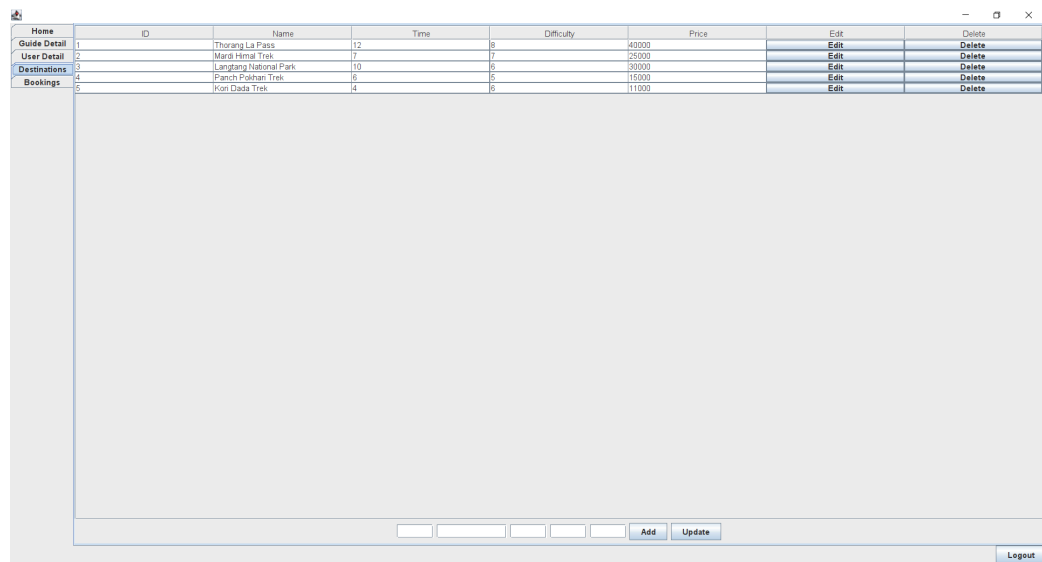 Home
Guide Detail
User Detail
Destinations
Bookings
ID Name Time Difficulty Price Edit Delete
1 Thorang La Pass 12 8 40000 Edit Delete
2 Mardi Himal Trek 7 7 25000 Edit Delete
3 Langtang National Park 10 6 30000 Edit Delete
4 Panch Pokhari Trek 6 5 15000 Edit Delete
5 Kori Dada Trek 4 6 11000 Edit Delete
Add Update
Logout